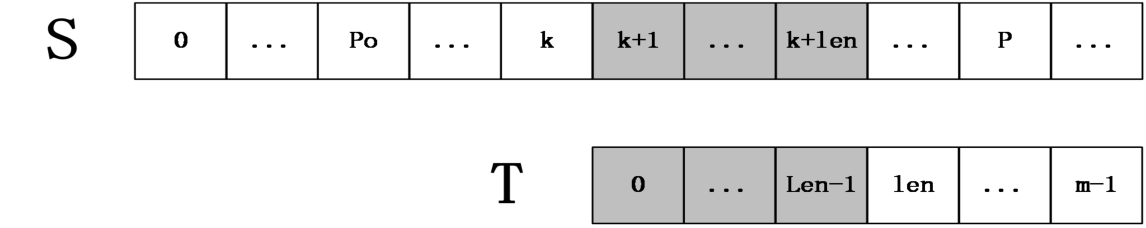 S 0 ... Po ... k k+1 ... k+len ... P ...
T 0 ... Len-1 len ... m-1